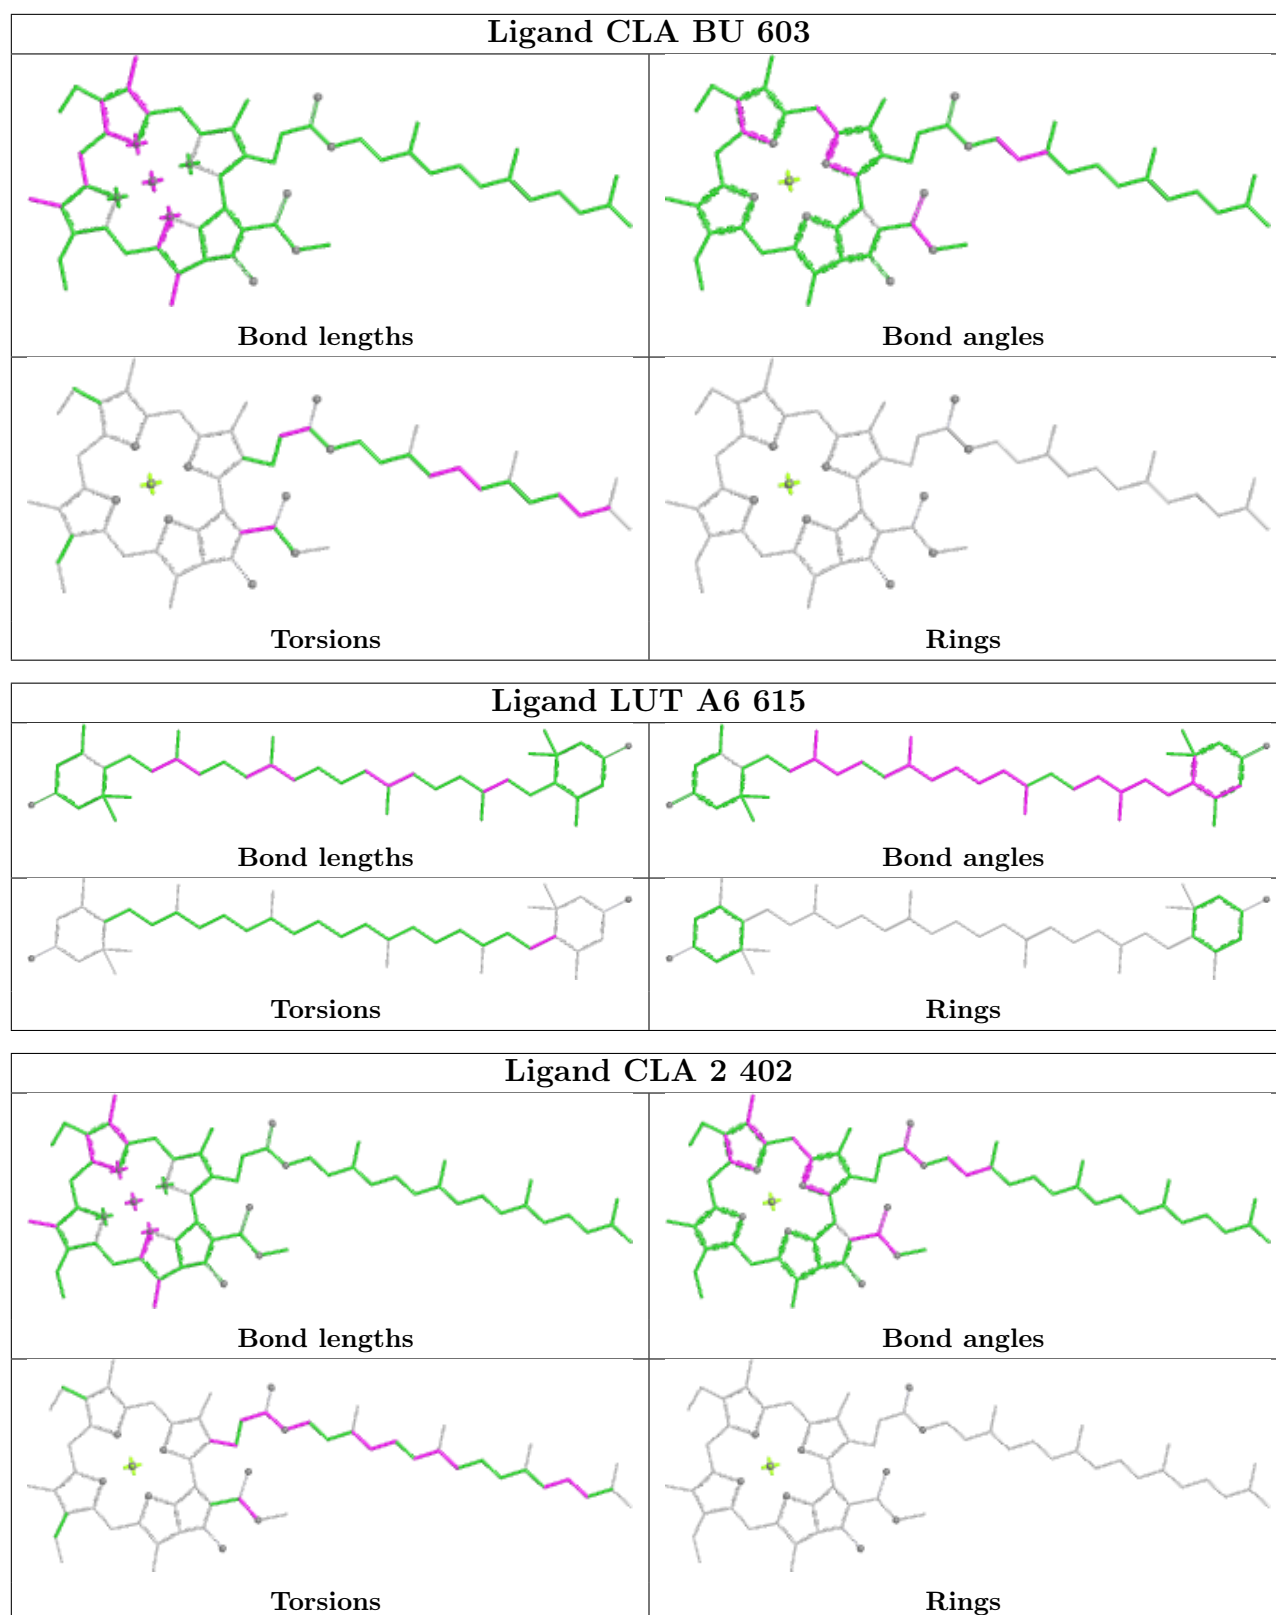 Ligand CLA BU 603
Bond lengths
Bond angles
Torsions
Rings
Ligand LUT A6 615
Bond lengths
Bond angles
Torsions
Rings
Ligand CLA 2 402
Bond lengths
Bond angles
Torsions
Rings